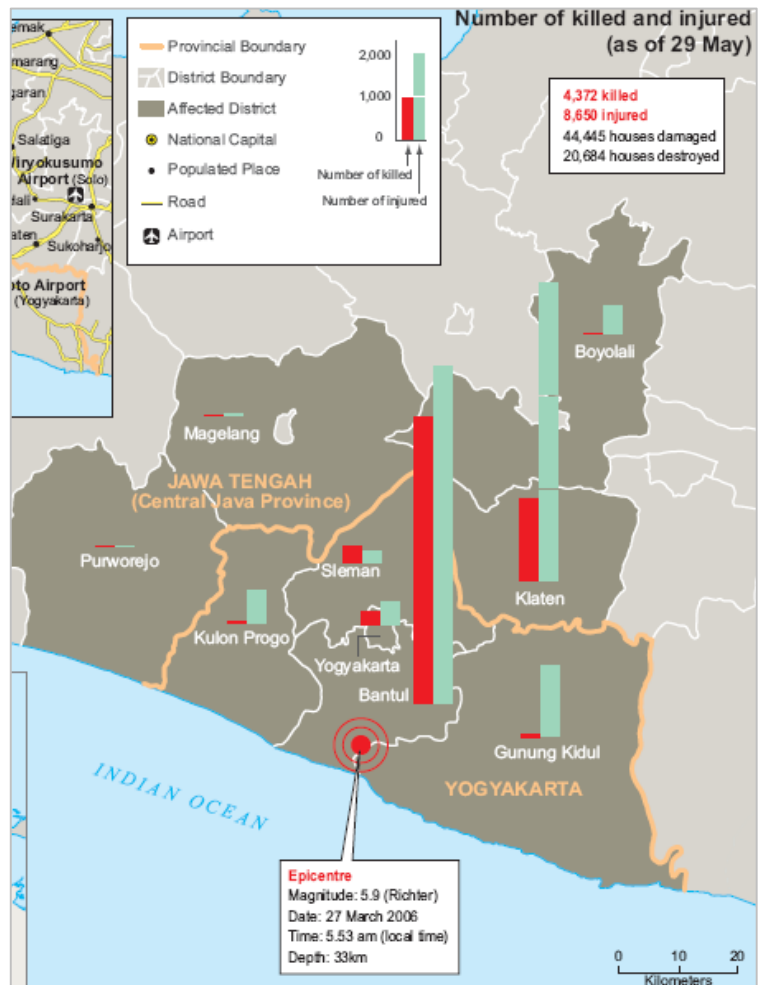 Number of killed and injured
(as of 29 May)
4,372 killed
8,650 injured
44,445 houses damaged
20,684 houses destroyed
Provincial Boundary
District Boundary
Affected District
National Capital
Populated Place
Road
Airport
2,000
1,000
0
Number of killed
Number of injured
emak
marang
garan
Salatiga
Airport (Solo)
Surakarta
Sukoharjo
aten
to Airport
(Yogyakarta)
Boyolali
Magelang
JAWA TENGAH
(Central Java Province)
Purworejo
Sleman
Klaten
Kulon Progo
Yogyakarta
Bantul
Gunung Kidul
YOGYAKARTA
INDIAN OCEAN
Epicentre
Magnitude: 5.9 (Richter)
Date: 27 March 2006
Time: 5.53 am (local time)
Depth: 33km
0 10 20
Kilometers